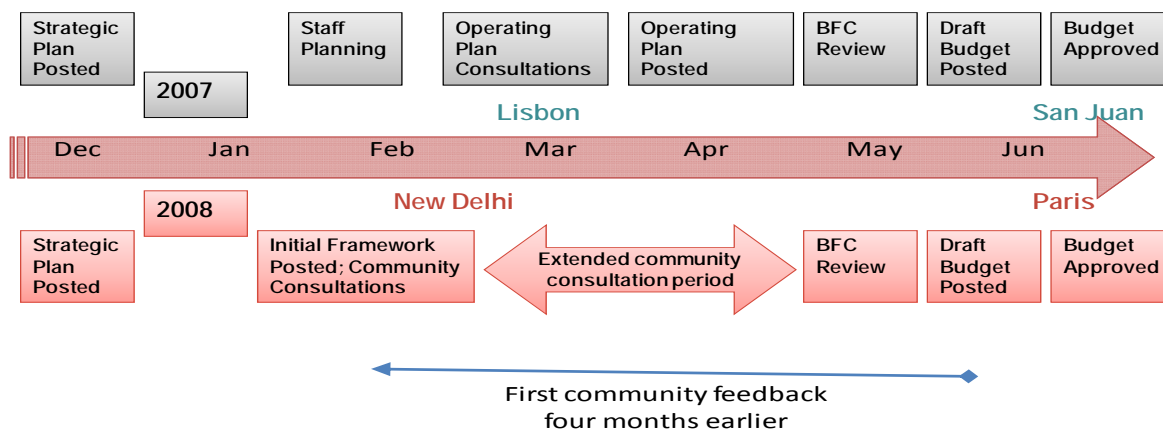 Strategic
Plan
Posted
Staff
Planning
Operating
Plan
Consultations
Operating
Plan
Posted
BFC
Review
Draft
Budget
Posted
Budget
Approved
2007
Lisbon
San Juan
Dec
Jan
Feb
Mar
Apr
May
Jun
2008
New Delhi
Paris
Strategic
Plan
Posted
Initial Framework
Posted; Community
Consultations
Extended community
consultation period
BFC
Review
Draft
Budget
Posted
Budget
Approved
First community feedback
four months earlier